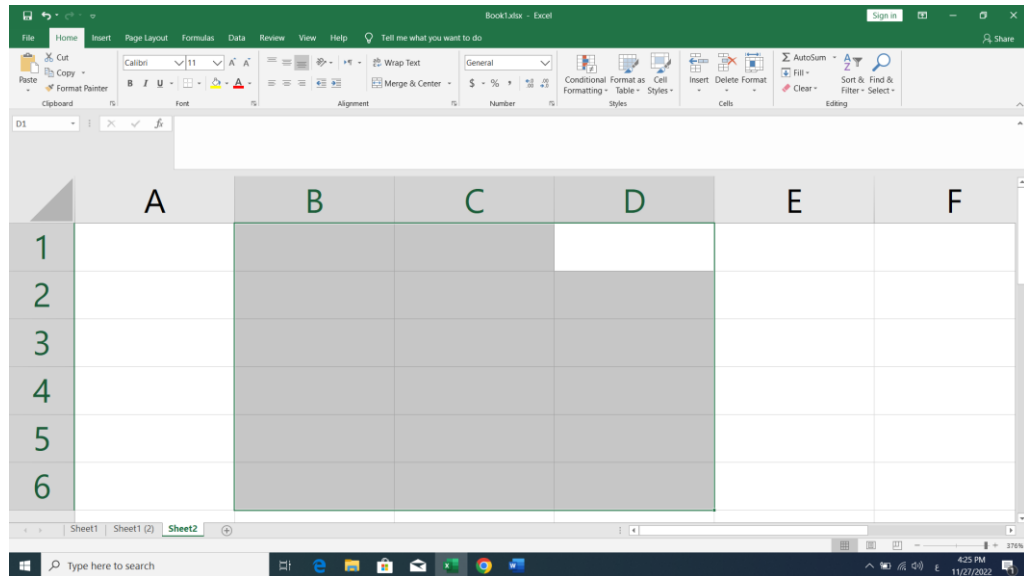 Book1.xlsx - Excel
Sign in
File Home Insert Page Layout Formulas Data Review View Help Tell me what you want to do
Share
Cut
Copy
Format Painter
Paste
Calibri 11
B I U A
Wrap Text
Merge & Center
General
$ % ,
Conditional Formatting
Format as Table
Cell Styles
Insert Delete Format
AutoSum
Fill
Clear
Sort & Filter
Find & Select
Clipboard Font Alignment Number Styles Cells Editing
D1 fx
A B C D E F
1
2
3
4
5
6
Sheet1 Sheet1 (2) Sheet2
376%
Type here to search
ع
4:25 PM
11/27/2022